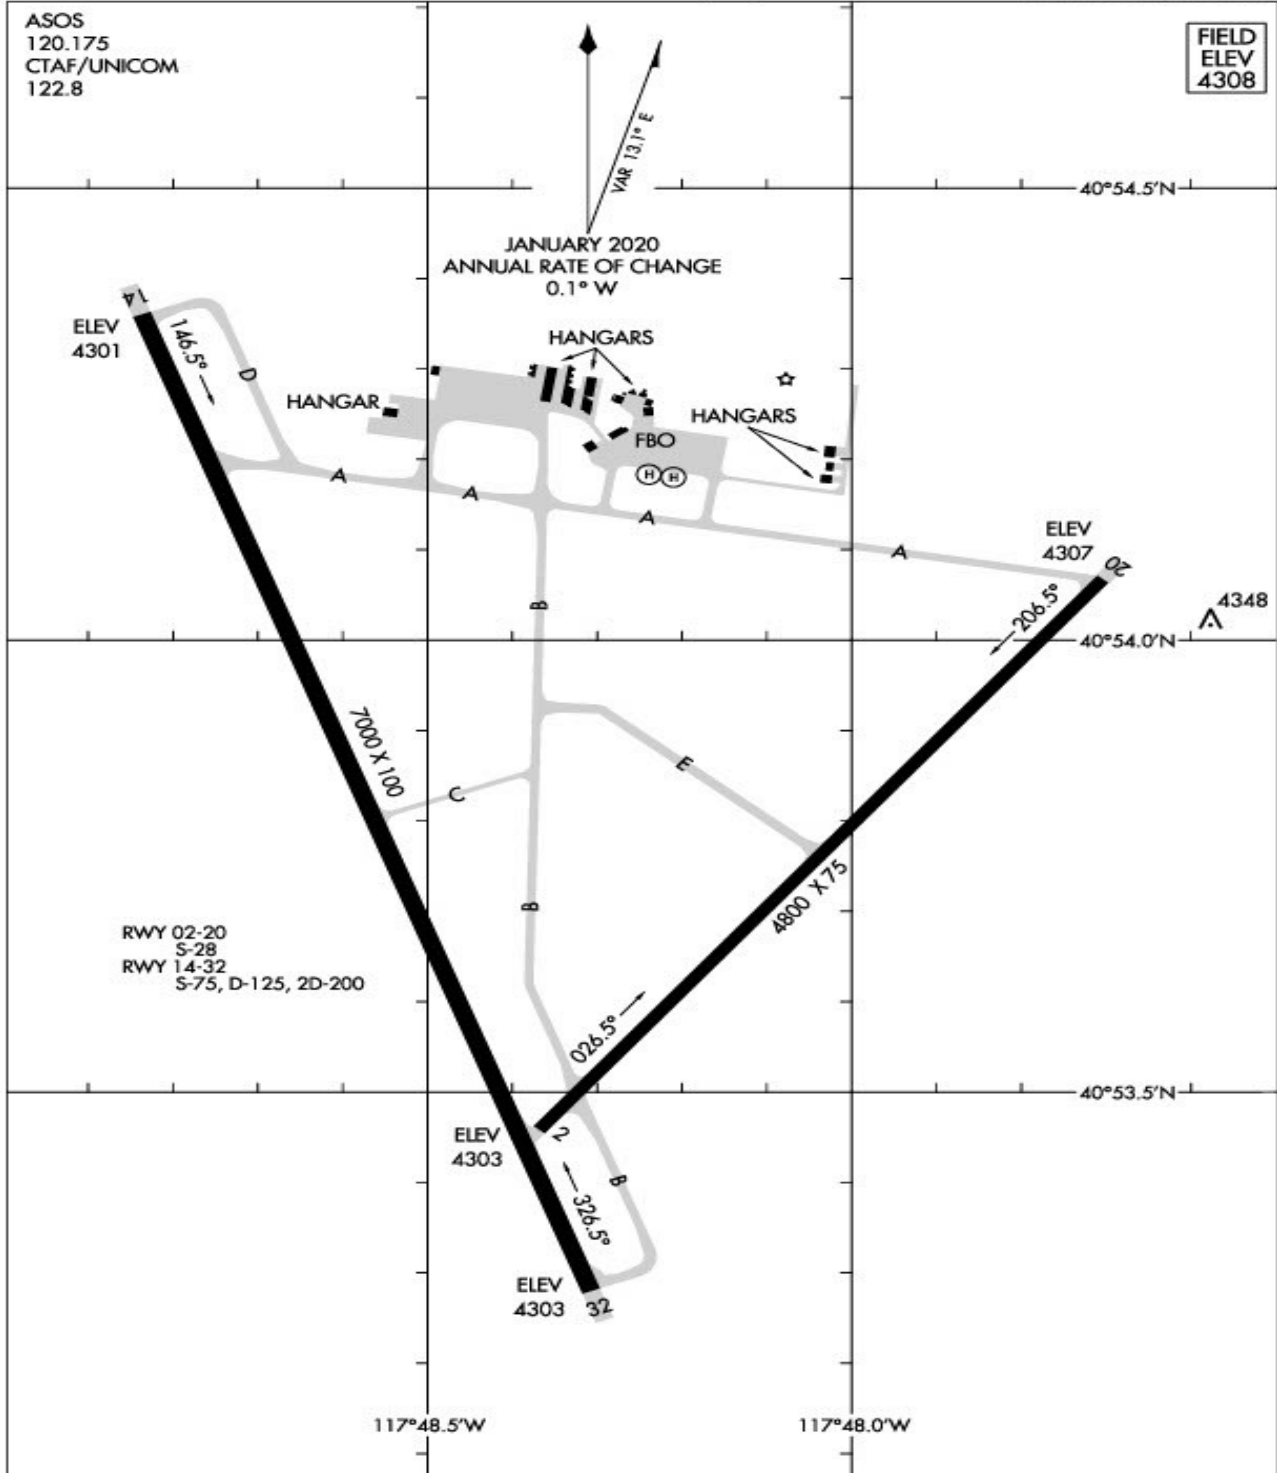 ASOS
120.175
CTAF/UNICOM
122.8
FIELD
ELEV
4308
VAR 13.1° E
40°54.5'N
JANUARY 2020
ANNUAL RATE OF CHANGE
0.1° W
14
ELEV
4301
146.5°
D
HANGARS
HANGAR
HANGARS
FBO
H
H
A
A
A
A
ELEV
4307
20
206.5°
4348
40°54.0'N
B
7000 X 100
E
C
4800 X 75
B
RWY 02-20
S-28
RWY 14-32
S-75, D-125, 2D-200
026.5°
40°53.5'N
ELEV
4303
2
B
326.5°
ELEV
4303
32
117°48.5'W
117°48.0'W